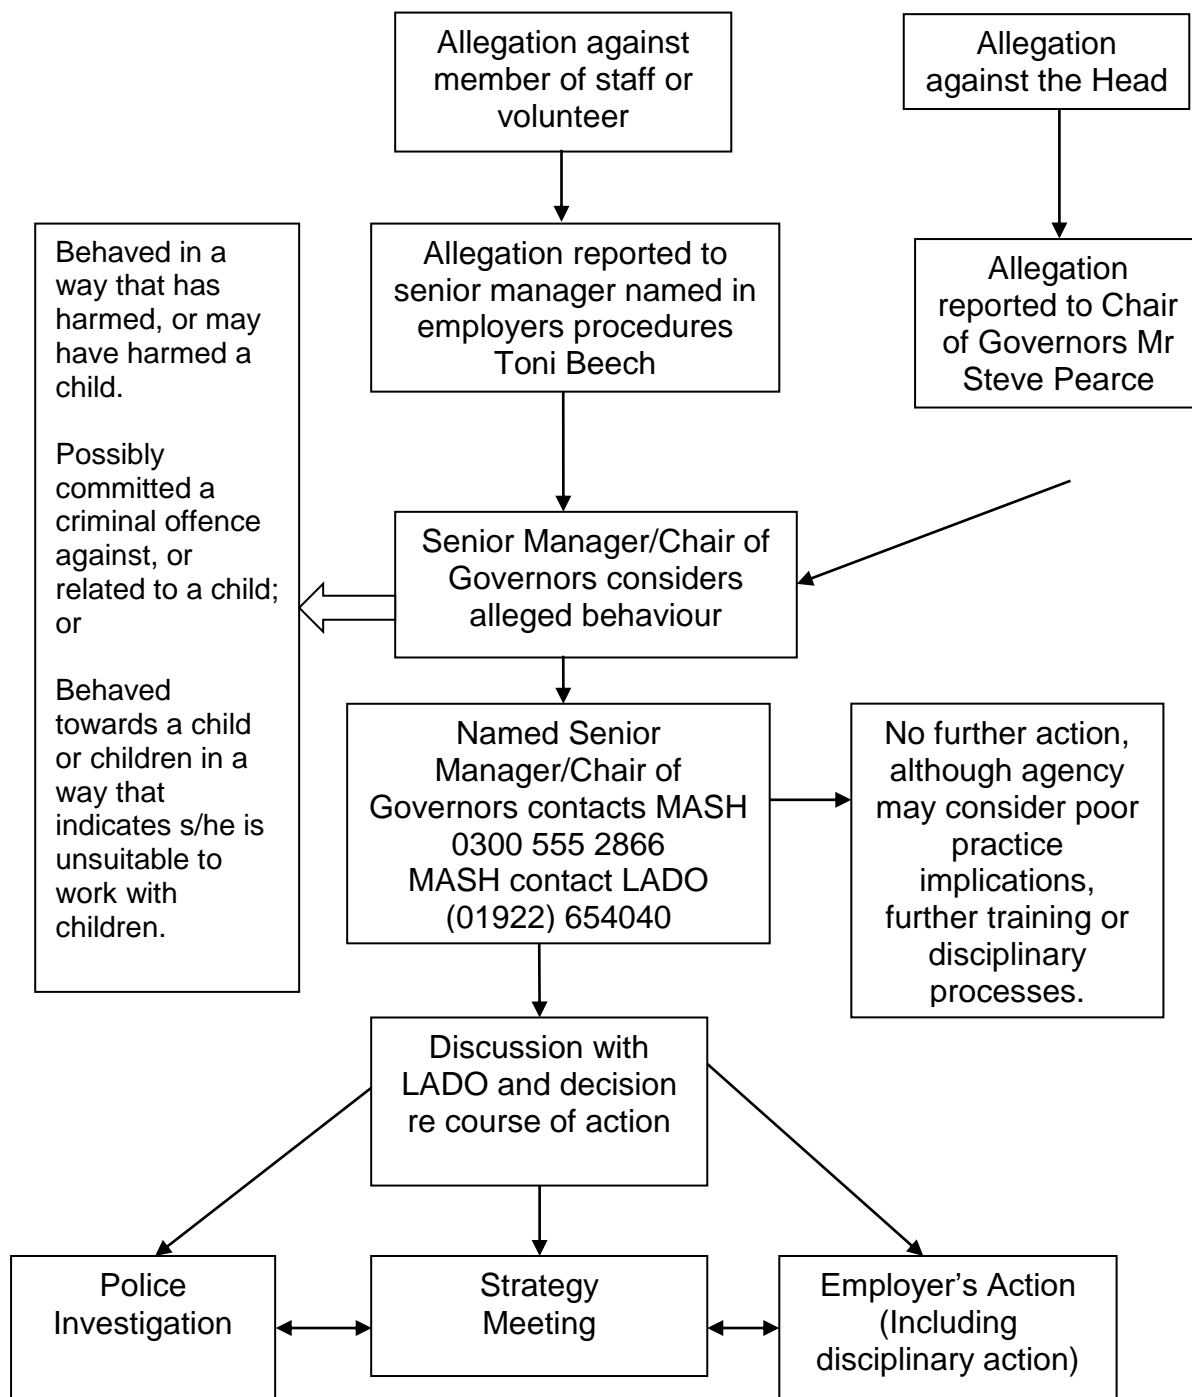 Allegation against
member of staff or
volunteer
Allegation
against the Head
Allegation reported to
senior manager named in
employers procedures
Toni Beech
Allegation
reported to Chair
of Governors Mr
Steve Pearce
Behaved in a
way that has
harmed, or may
have harmed a
child.
Possibly
committed a
criminal offence
against, or
related to a child;
or
Behaved
towards a child
or children in a
way that
indicates s/he is
unsuitable to
work with
children.
Senior Manager/Chair of
Governors considers
alleged behaviour
Named Senior
Manager/Chair of
Governors contacts MASH
0300 555 2866
MASH contact LADO
(01922) 654040
No further action,
although agency
may consider poor
practice
implications,
further training or
disciplinary
processes.
Discussion with
LADO and decision
re course of action
Police
Investigation
Strategy
Meeting
Employer’s Action
(Including
disciplinary action)